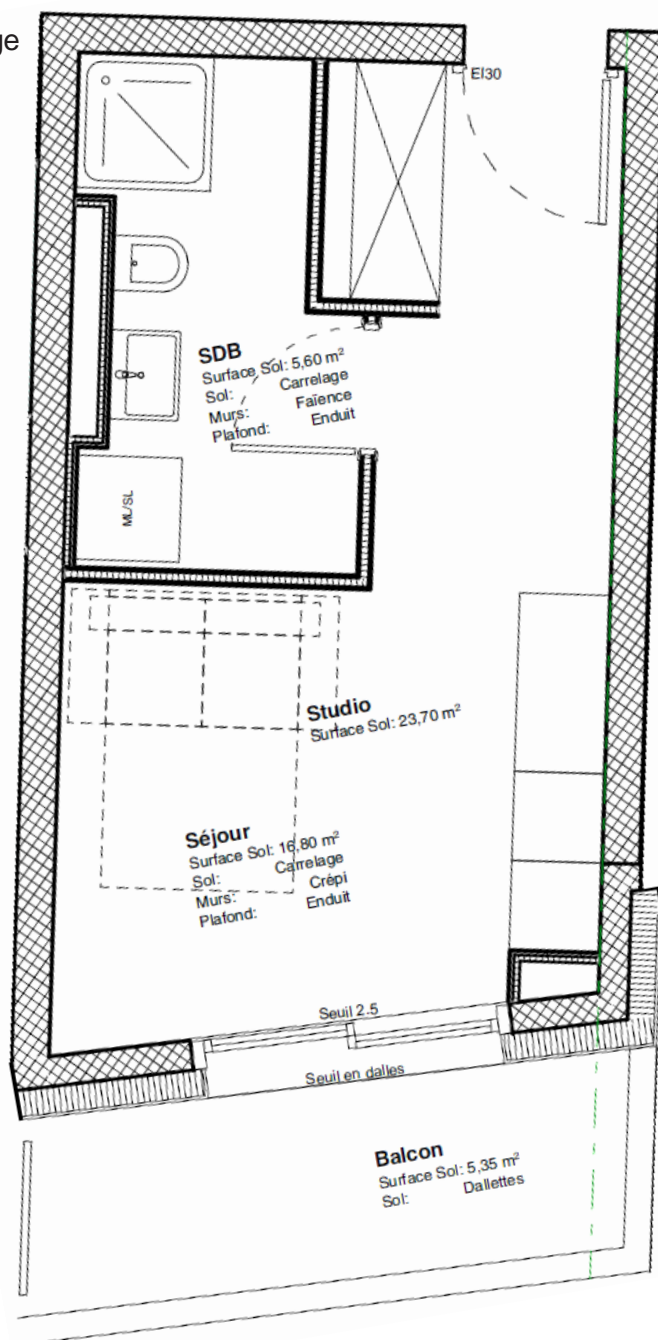 ge
EI30
SDB
Surface Sol: 5,60 m²
Sol: Carrelage
Murs: Faïence
Plafond: Enduit
ML/SL
Studio
Surface Sol: 23,70 m²
Séjour
Surface Sol: 16,80 m²
Sol: Carrelage
Murs: Crépi
Plafond: Enduit
Seuil 2.5
Seuil en dalles
Balcon
Surface Sol: 5,35 m²
Sol: Dallettes